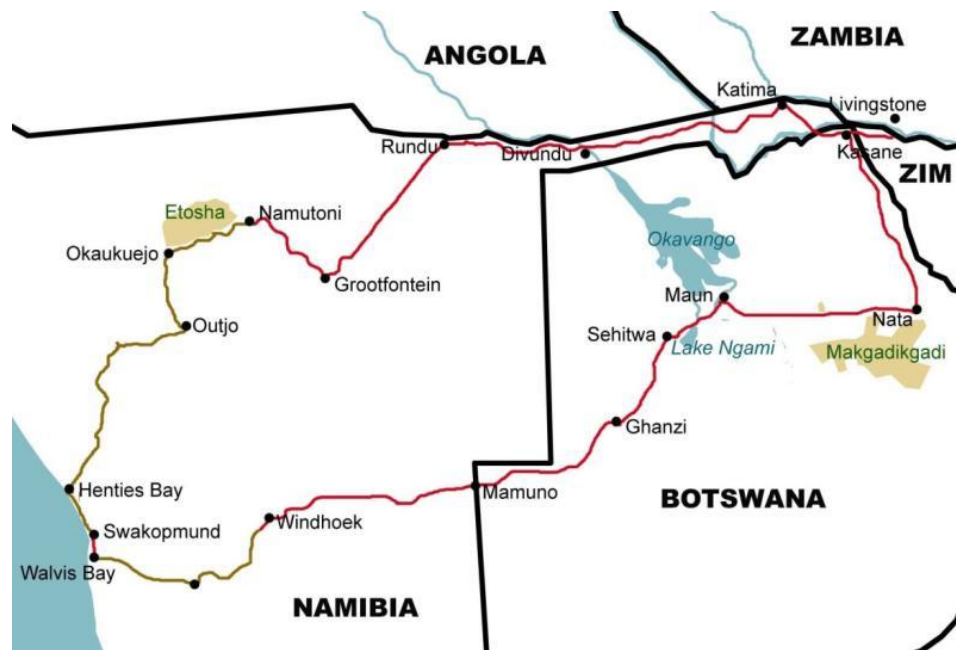 ZAMBIA
ANGOLA
Katima
Livingstone
Rundu
Divundu
Kasane
ZIM
Etosha
Namutoni
Okaukuejo
Okavango
Grootfontein
Maun
Outjo
Nata
Sehitwa
Lake Ngami
Makgadikgadi
Ghanzi
Henties Bay
Mamuno
BOTSWANA
Swakopmund
Windhoek
Walvis Bay
NAMIBIA